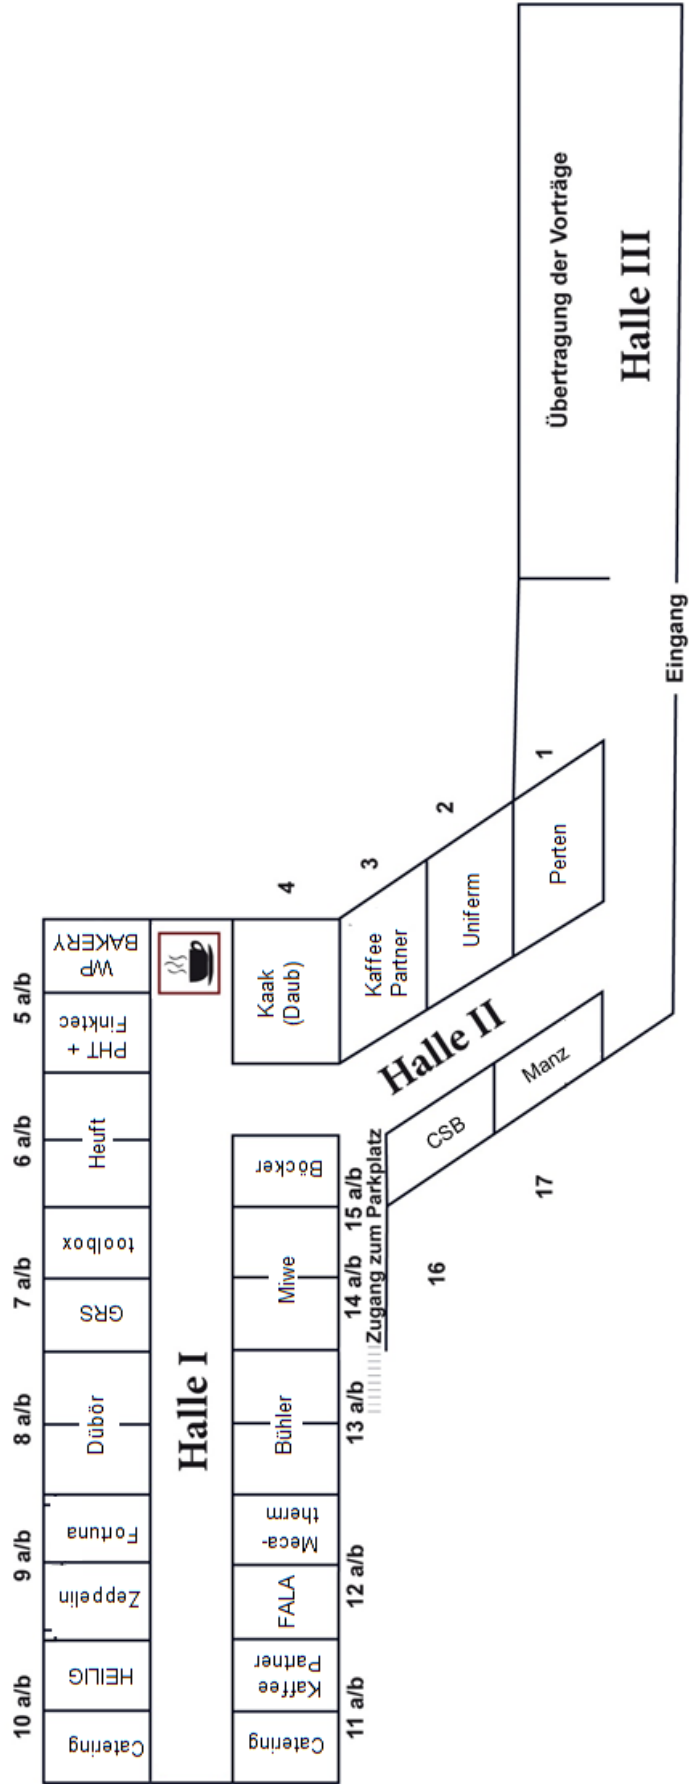 Übertragung der Vorträge
Halle III
Eingang
1
2
3
4
Perten
Uniferm
Kaffee
Partner
Kaak
(Daub)
Halle II
Manz
CSB
17
16
Zugang zum Parkplatz
5 a/b
6 a/b
7 a/b
8 a/b
9 a/b
10 a/b
WP
BAKERY
PHT +
Finktec
Heuft
toolbox
GRS
Dübör
Fortuna
Zeppelin
HEILIG
Catering
Halle I
Böcker
Miwe
Bühler
Meca-
therm
FALA
Kaffee
Partner
Catering
15 a/b
14 a/b
13 a/b
12 a/b
11 a/b